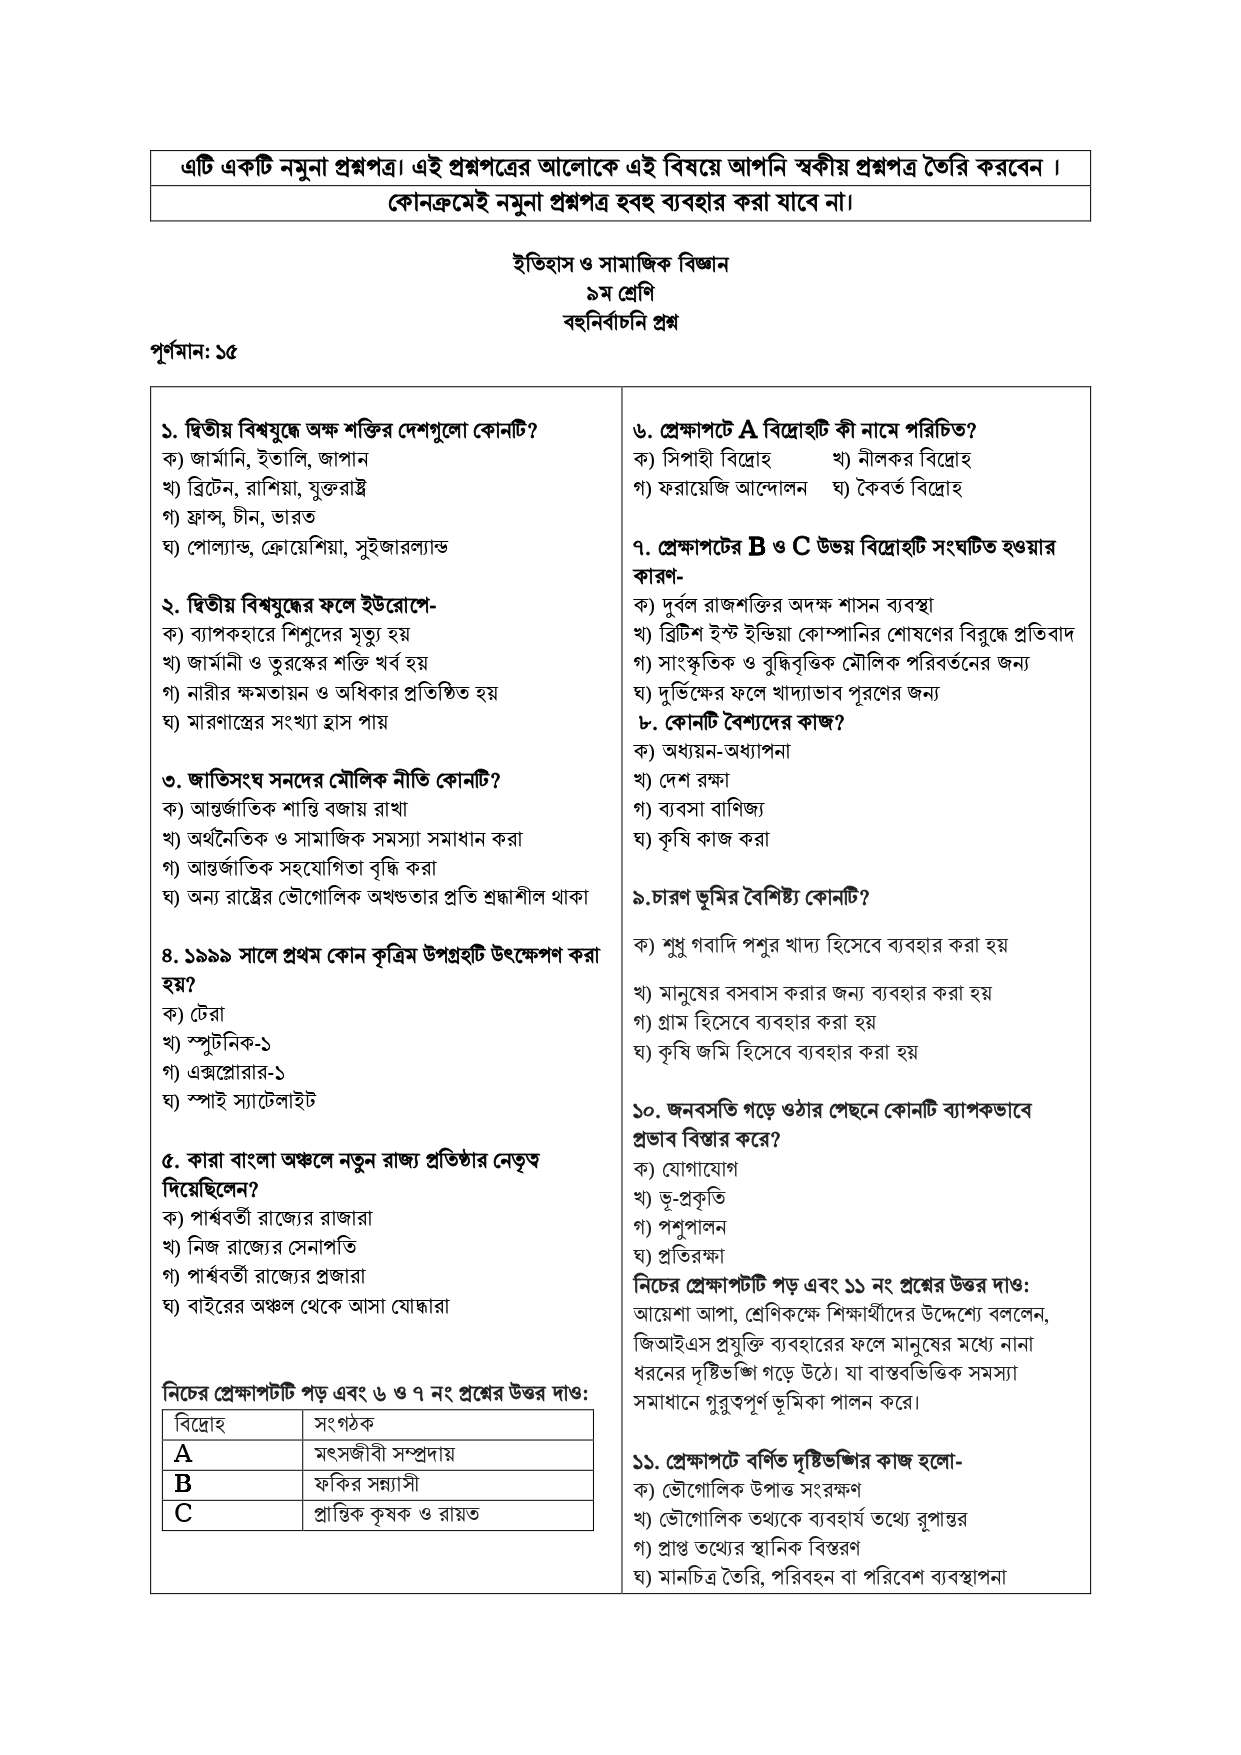 এটি একটি নমুনা প্রশ্নপত্র। এই প্রশ্নপত্রের আলোকে এই বিষয়ে আপনি স্বকীয় প্রশ্নপত্র তৈরি করবেন ।
কোনক্রমেই নমুনা প্রশ্নপত্র হবহু ব্যবহার করা যাবে না।
ইতিহাস ও সামাজিক বিজ্ঞান
৯ম শ্রেণি
বহুনির্বাচনি প্রশ্ন
পূর্ণমান: ১৫
১. দ্বিতীয় বিশ্বযুদ্ধে অক্ষ শক্তির দেশগুলো কোনটি?
ক) জার্মানি, ইতালি, জাপান
খ) ব্রিটেন, রাশিয়া, যুক্তরাষ্ট্র
গ) ফ্রান্স, চীন, ভারত
ঘ) পোল্যান্ড, ক্রোয়েশিয়া, সুইজারল্যান্ড
২. দ্বিতীয় বিশ্বযুদ্ধের ফলে ইউরোপে-
ক) ব্যাপকহারে শিশুদের মৃত্যু হয়
খ) জার্মানী ও তুরস্কের শক্তি খর্ব হয়
গ) নারীর ক্ষমতায়ন ও অধিকার প্রতিষ্ঠিত হয়
ঘ) মারণাস্ত্রের সংখ্যা হ্রাস পায়
৩. জাতিসংঘ সনদের মৌলিক নীতি কোনটি?
ক) আন্তর্জাতিক শান্তি বজায় রাখা
খ) অর্থনৈতিক ও সামাজিক সমস্যা সমাধান করা
গ) আন্তর্জাতিক সহযোগিতা বৃদ্ধি করা
ঘ) অন্য রাষ্ট্রের ভৌগোলিক অখন্ডতার প্রতি শ্রদ্ধাশীল থাকা
৪. ১৯৯৯ সালে প্রথম কোন কৃত্রিম উপগ্রহটি উৎক্ষেপণ করা
হয়?
ক) টেরা
খ) স্পুটনিক-১
গ) এক্সপ্লোরার-১
ঘ) স্পাই স্যাটেলাইট
৫. কারা বাংলা অঞ্চলে নতুন রাজ্য প্রতিষ্ঠার নেতৃত্ব
দিয়েছিলেন?
ক) পার্শ্ববর্তী রাজ্যের রাজারা
খ) নিজ রাজ্যের সেনাপতি
গ) পার্শ্ববর্তী রাজ্যের প্রজারা
ঘ) বাইরের অঞ্চল থেকে আসা যোদ্ধারা
নিচের প্রেক্ষাপটটি পড় এবং ৬ ও ৭ নং প্রশ্নের উত্তর দাও:
বিদ্রোহ সংগঠক
A মৎসজীবী সম্প্রদায়
B ফকির সন্ন্যাসী
C প্রান্তিক কৃষক ও রায়ত
৬. প্রেক্ষাপটে A বিদ্রোহটি কী নামে পরিচিত?
ক) সিপাহী বিদ্রোহ খ) নীলকর বিদ্রোহ
গ) ফরায়েজি আন্দোলন ঘ) কৈবর্ত বিদ্রোহ
৭. প্রেক্ষাপটের B ও C উভয় বিদ্রোহটি সংঘটিত হওয়ার
কারণ-
ক) দুর্বল রাজশক্তির অদক্ষ শাসন ব্যবস্থা
খ) ব্রিটিশ ইস্ট ইন্ডিয়া কোম্পানির শোষণের বিরুদ্ধে প্রতিবাদ
গ) সাংস্কৃতিক ও বুদ্ধিবৃত্তিক মৌলিক পরিবর্তনের জন্য
ঘ) দুর্ভিক্ষের ফলে খাদ্যাভাব পূরণের জন্য
৮. কোনটি বৈশ্যদের কাজ?
ক) অধ্যয়ন-অধ্যাপনা
খ) দেশ রক্ষা
গ) ব্যবসা বাণিজ্য
ঘ) কৃষি কাজ করা
৯.চারণ ভূমির বৈশিষ্ট্য কোনটি?
ক) শুধু গবাদি পশুর খাদ্য হিসেবে ব্যবহার করা হয়
খ) মানুষের বসবাস করার জন্য ব্যবহার করা হয়
গ) গ্রাম হিসেবে ব্যবহার করা হয়
ঘ) কৃষি জমি হিসেবে ব্যবহার করা হয়
১০. জনবসতি গড়ে ওঠার পেছনে কোনটি ব্যাপকভাবে
প্রভাব বিস্তার করে?
ক) যোগাযোগ
খ) ভূ-প্রকৃতি
গ) পশুপালন
ঘ) প্রতিরক্ষা
নিচের প্রেক্ষাপটটি পড় এবং ১১ নং প্রশ্নের উত্তর দাও:
আয়েশা আপা, শ্রেণিকক্ষে শিক্ষার্থীদের উদ্দেশ্যে বললেন,
জিআইএস প্রযুক্তি ব্যবহারের ফলে মানুষের মধ্যে নানা
ধরনের দৃষ্টিভঙ্গি গড়ে উঠে। যা বাস্তবভিত্তিক সমস্যা
সমাধানে গুরুত্বপূর্ণ ভূমিকা পালন করে।
১১. প্রেক্ষাপটে বর্ণিত দৃষ্টিভঙ্গির কাজ হলো-
ক) ভৌগোলিক উপাত্ত সংরক্ষণ
খ) ভৌগোলিক তথ্যকে ব্যবহার্য তথ্যে রূপান্তর
গ) প্রাপ্ত তথ্যের স্থানিক বিস্তরণ
ঘ) মানচিত্র তৈরি, পরিবহন বা পরিবেশ ব্যবস্থাপনা